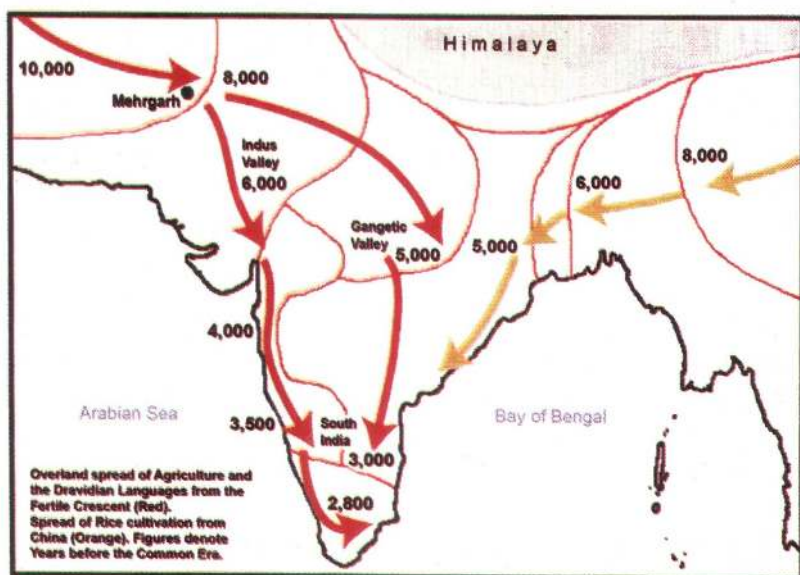 Himalaya
10,000
8,000
Mehrgarh
8,000
Indus
Valley
6,000
6,000
Gangetic
Valley
5,000
5,000
4,000
Arabian Sea
Bay of Bengal
3,500
South
India
3,000
2,800
Overland spread of Agriculture and
the Dravidian Languages from the
Fertile Crescent (Red).
Spread of Rice cultivation from
China (Orange). Figures denote
Years before the Common Era.